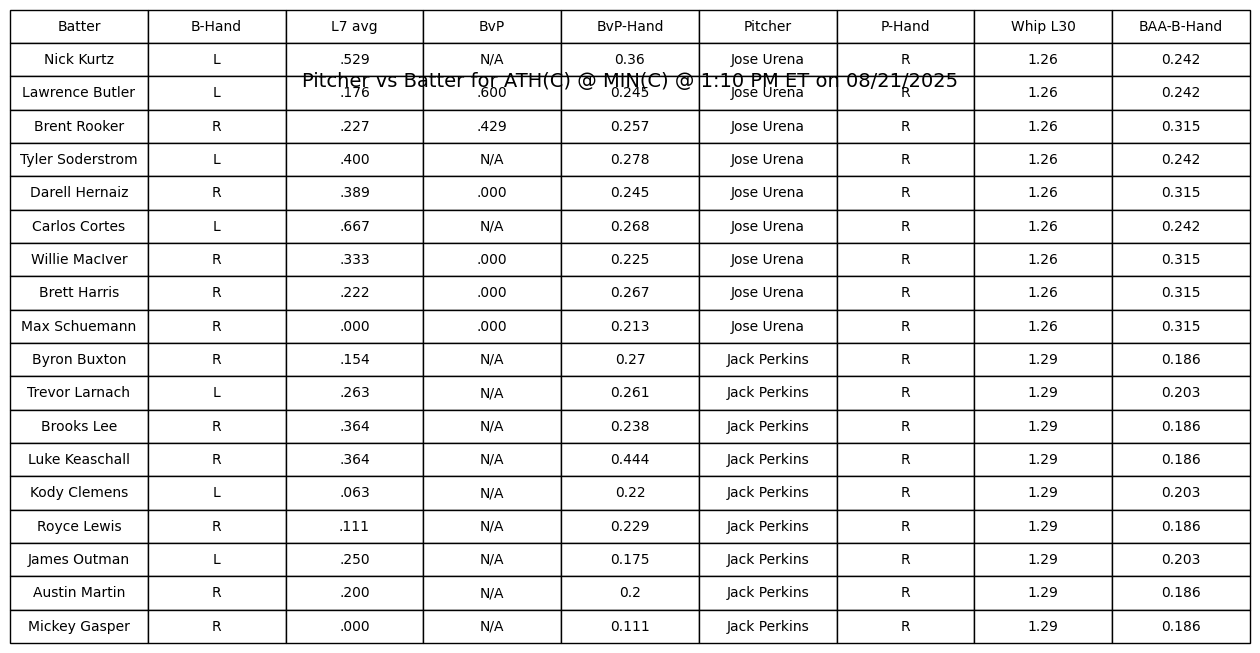 Batter B-Hand L7 avg BvP BvP-Hand Pitcher P-Hand Whip L30 BAA-B-Hand
Nick Kurtz L .529 N/A 0.36 Jose Urena R 1.26 0.242
Pitcher vs Batter for ATH(C) @ MIN(C) @ 1:10 PM ET on 08/21/2025
Lawrence Butler L .176 .600 0.245 Jose Urena R 1.26 0.242
Brent Rooker R .227 .429 0.257 Jose Urena R 1.26 0.315
Tyler Soderstrom L .400 N/A 0.278 Jose Urena R 1.26 0.242
Darell Hernaiz R .389 .000 0.245 Jose Urena R 1.26 0.315
Carlos Cortes L .667 N/A 0.268 Jose Urena R 1.26 0.242
Willie MacIver R .333 .000 0.225 Jose Urena R 1.26 0.315
Brett Harris R .222 .000 0.267 Jose Urena R 1.26 0.315
Max Schuemann R .000 .000 0.213 Jose Urena R 1.26 0.315
Byron Buxton R .154 N/A 0.27 Jack Perkins R 1.29 0.186
Trevor Larnach L .263 N/A 0.261 Jack Perkins R 1.29 0.203
Brooks Lee R .364 N/A 0.238 Jack Perkins R 1.29 0.186
Luke Keaschall R .364 N/A 0.444 Jack Perkins R 1.29 0.186
Kody Clemens L .063 N/A 0.22 Jack Perkins R 1.29 0.203
Royce Lewis R .111 N/A 0.229 Jack Perkins R 1.29 0.186
James Outman L .250 N/A 0.175 Jack Perkins R 1.29 0.203
Austin Martin R .200 N/A 0.2 Jack Perkins R 1.29 0.186
Mickey Gasper R .000 N/A 0.111 Jack Perkins R 1.29 0.186